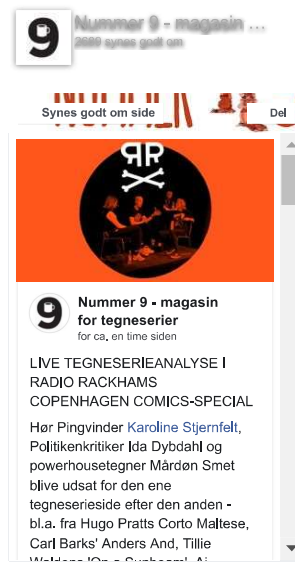 9 Nummer 9 - magasin ...
2689 synes godt om
Synes godt om side
Del
9 Nummer 9 - magasin
for tegneserier
for ca. en time siden
LIVE TEGNESERIEANALYSE I
RADIO RACKHAMS
COPENHAGEN COMICS-SPECIAL
Hør Pingvinder Karoline Stjernfelt,
Politikenkritiker Ida Dybdahl og
powerhousetegner Mårdøn Smet
blive udsat for den ene
tegneserieside efter den anden -
bl.a. fra Hugo Pratts Corto Maltese,
Carl Barks' Anders And, Tillie